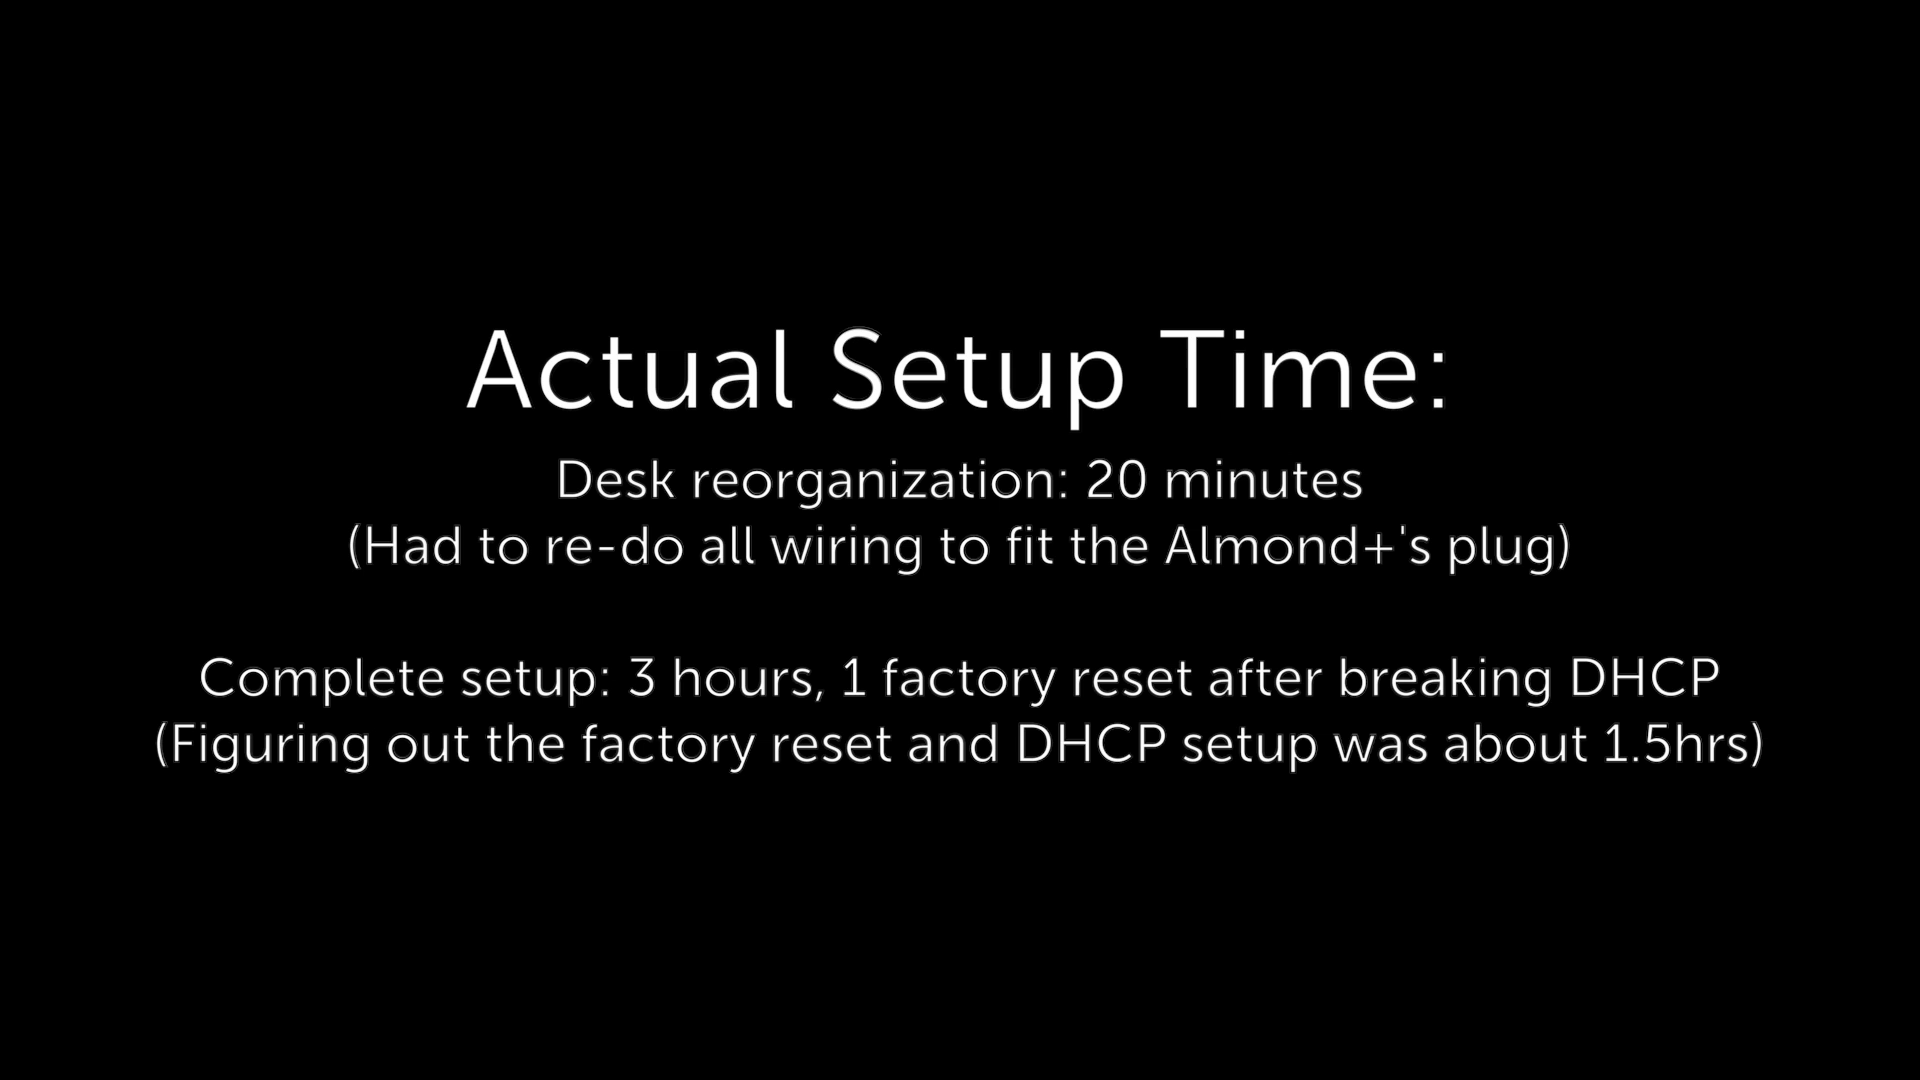 Actual Setup Time:
Desk reorganization: 20 minutes
(Had to re-do all wiring to fit the Almond+'s plug)
Complete setup: 3 hours, 1 factory reset after breaking DHCP
(Figuring out the factory reset and DHCP setup was about 1.5hrs)